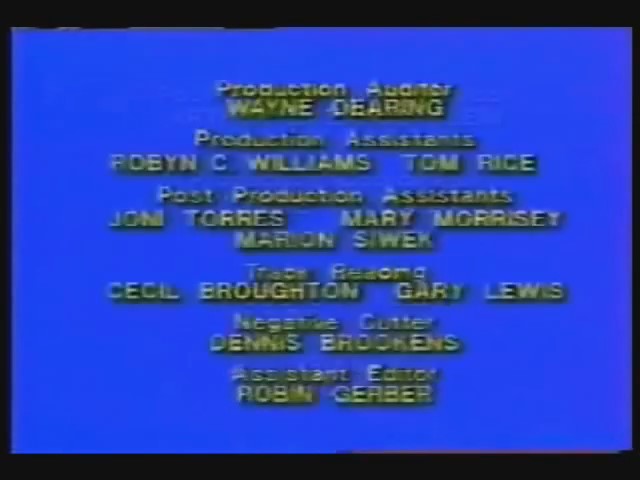 Production Auditor
WAYNE DEARING
Production Assistants
ROBYN C. WILLIAMS TOM RICE
Post Production Assistants
JONI TORRES MARY MORRISEY
MARION SIWEK
Track Reading
CECIL BROUGHTON GARY LEWIS
Negative Cutter
DENNIS BROOKENS
Assistant Editor
ROBIN GERBER